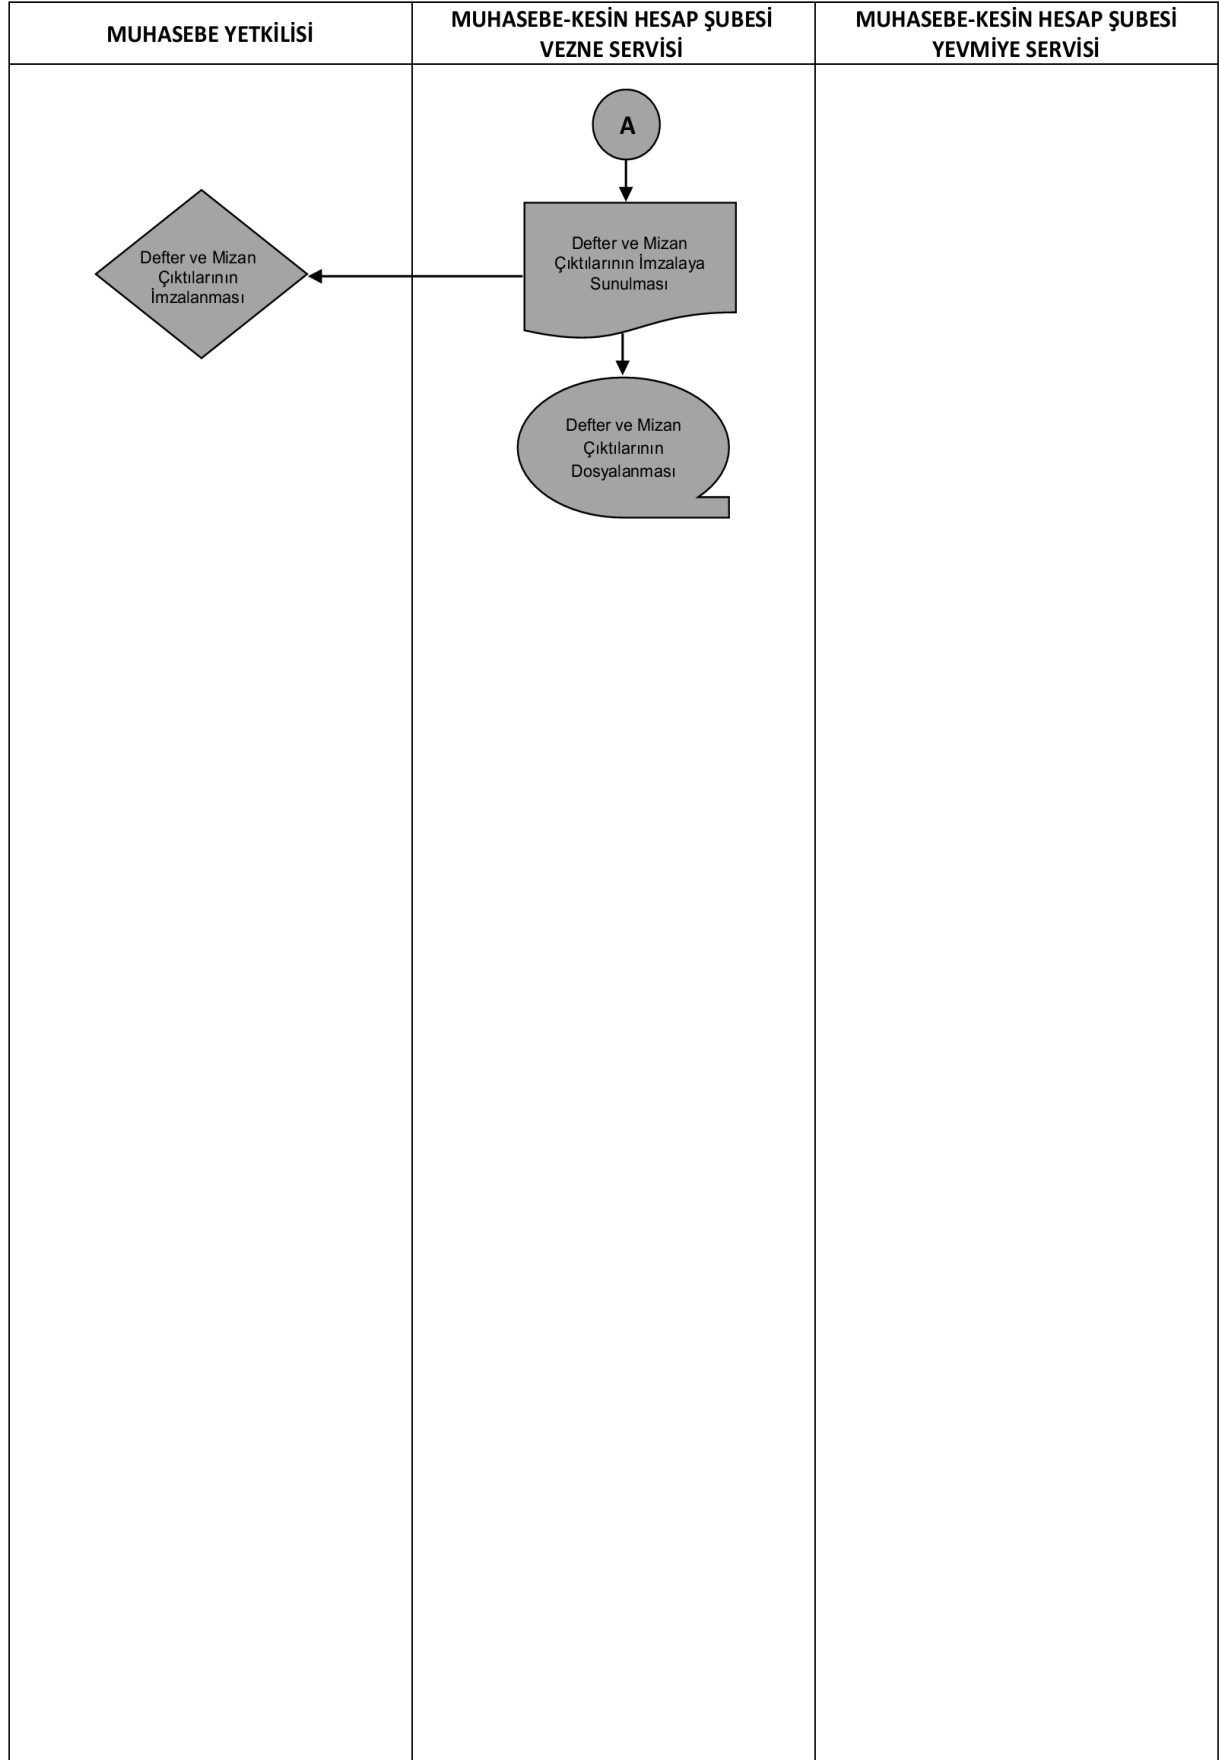 MUHASEBE YETKİLİSİ
MUHASEBE-KESİN HESAP ŞUBESİ
VEZNE SERVİSİ
MUHASEBE-KESİN HESAP ŞUBESİ
YEVMİYE SERVİSİ
A
Defter ve Mizan
Çıktılarının İmzalaya
Sunulması
Defter ve Mizan
Çıktılarının
İmzalanması
Defter ve Mizan
Çıktılarının
Dosyalanması